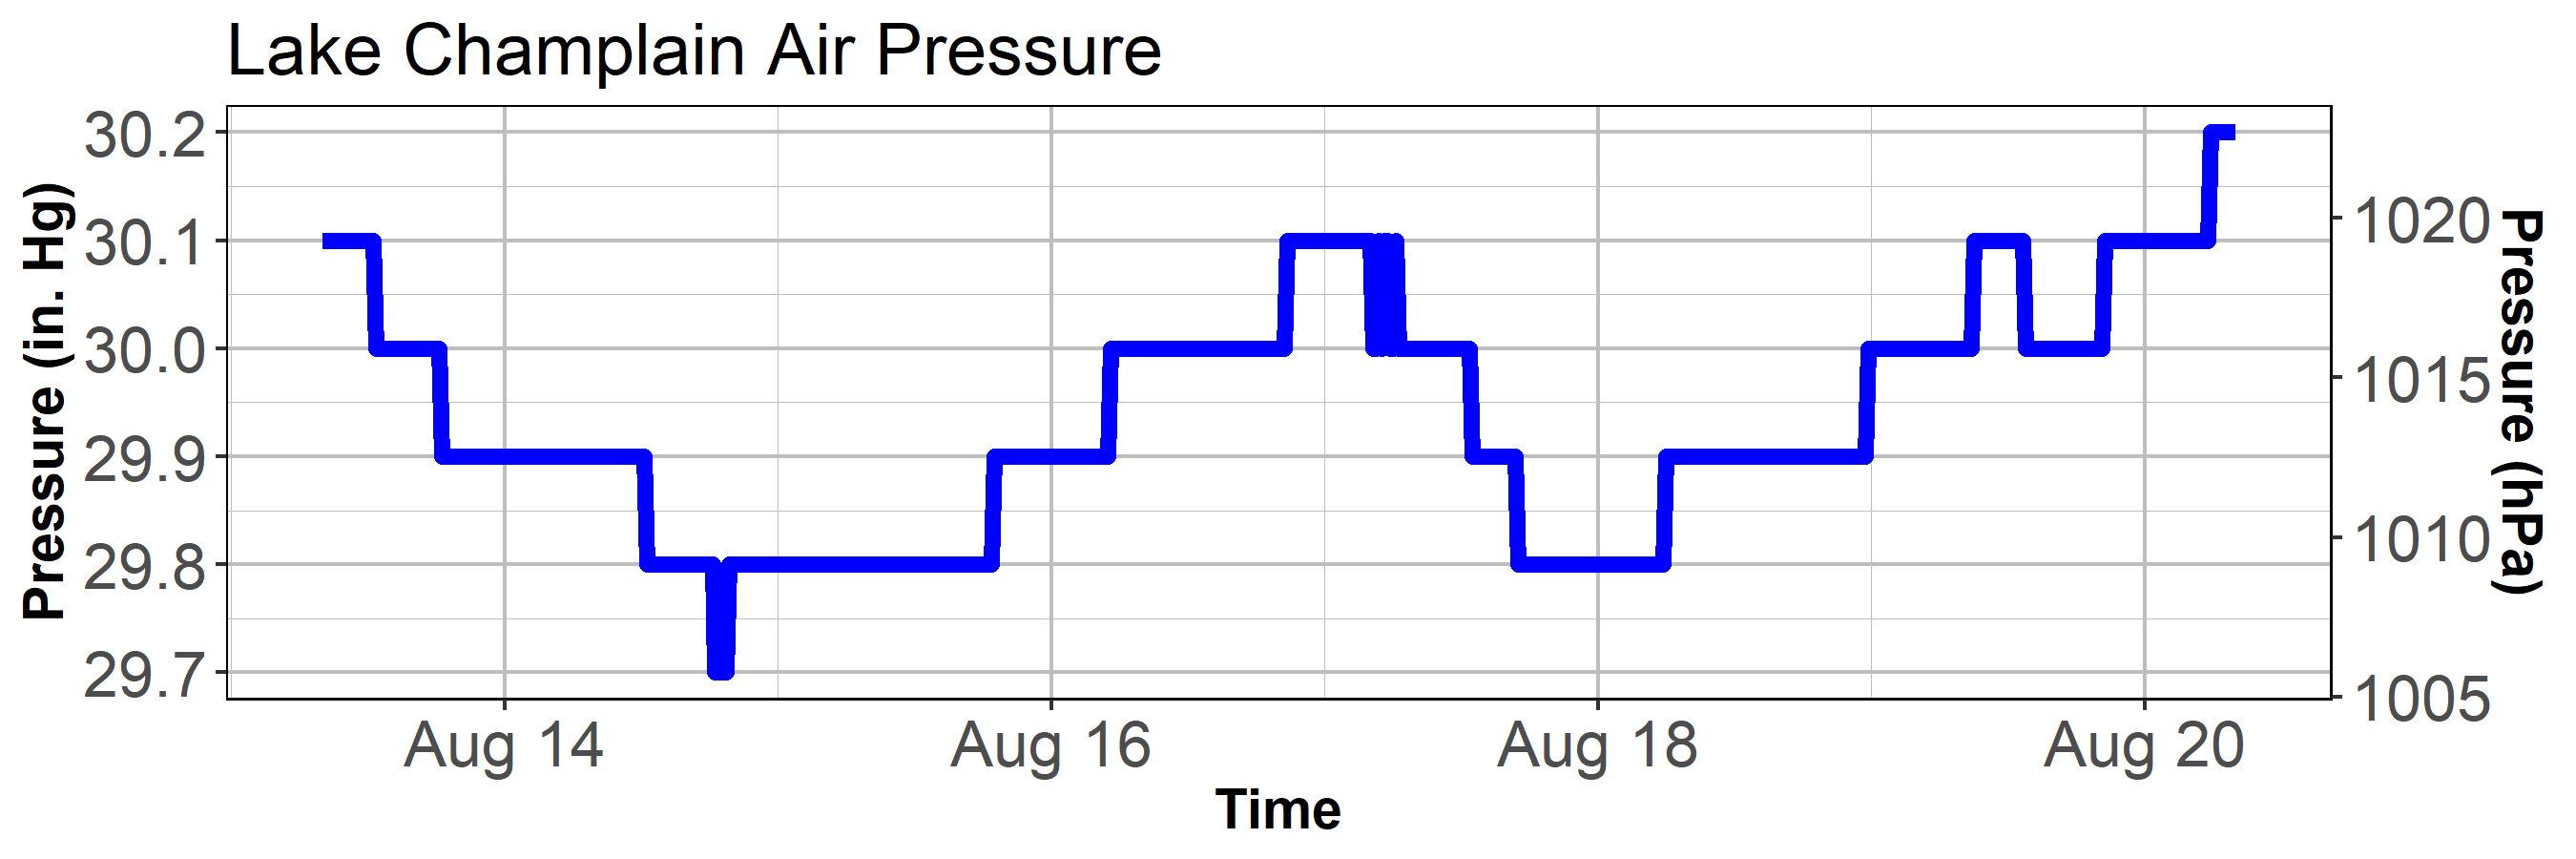 Lake Champlain Air Pressure
Pressure (in. Hg)
30.2
30.1
30.0
29.9
29.8
29.7
1020
1015
1010
1005
Pressure (hPa)
Aug 14 Aug 16 Aug 18 Aug 20
Time